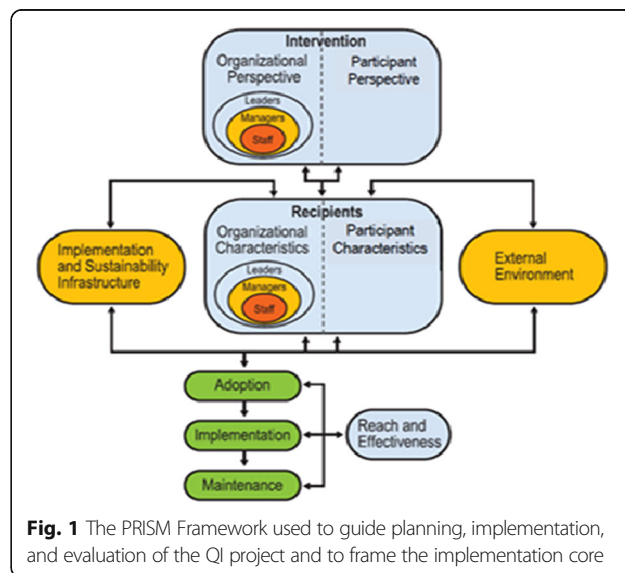 Intervention
Organizational
Perspective
Participant
Perspective
Leaders
Managers
Staff
Recipients
Organizational
Characteristics
Participant
Characteristics
Leaders
Managers
Staff
Implementation
and Sustainability
Infrastructure
External
Environment
Adoption
Implementation
Maintenance
Reach and
Effectiveness
Fig. 1 The PRISM Framework used to guide planning, implementation,
and evaluation of the QI project and to frame the implementation core